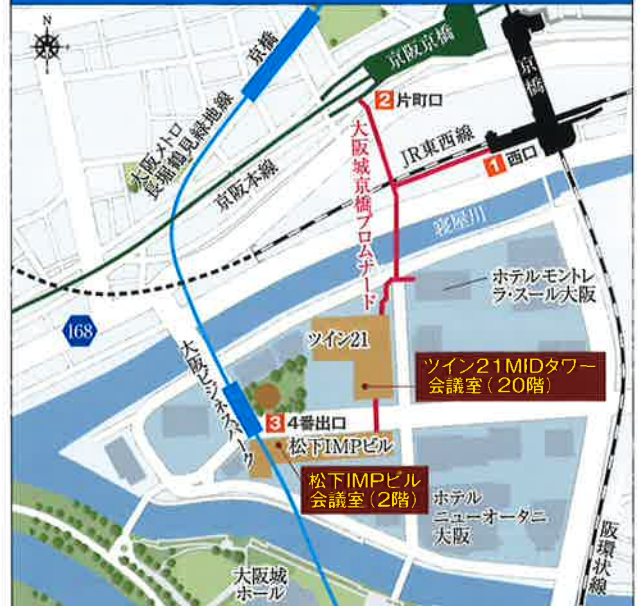 N
京橋
京阪京橋
京橋
2 片町口
大阪メトロ
長堀鶴見緑地線
京阪本線
大阪城京橋プロムナード
JR東西線
1 西口
寝屋川
ホテルモントレ
ラ・スール大阪
168
ツイン21
大阪ビジネスパーク
ツイン21MIDタワー
会議室(20階)
3 4番出口
松下IMPビル
松下IMPビル
会議室(2階)
ホテル
ニューオータニ
大阪
阪環状線
大阪城
ホール